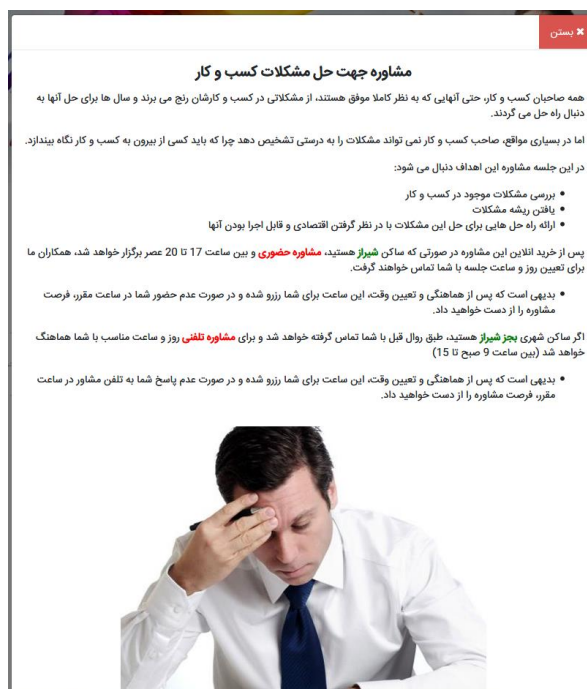 ✖ بستن
مشاوره جهت حل مشکلات کسب و کار
همه صاحبان کسب و کار، حتی آنهایی که به نظر کاملا موفق هستند، از مشکلاتی در کسب و کارشان رنج می برند و سال ها برای حل آنها به
دنبال راه حل می گردند.
اما در بسیاری مواقع، صاحب کسب و کار نمی تواند مشکلات را به درستی تشخیص دهد چرا که باید کسی از بیرون به کسب و کار نگاه بیندازد.
در این جلسه مشاوره این اهداف دنبال می شود:
• بررسی مشکلات موجود در کسب و کار
• یافتن ریشه مشکلات
• ارائه راه حل هایی برای حل این مشکلات با در نظر گرفتن اقتصادی و قابل اجرا بودن آنها
پس از خرید انلاین این مشاوره در صورتی که ساکن شیراز هستید، مشاوره حضوری و بین ساعت 17 تا 20 عصر برگزار خواهد شد، همکاران ما
برای تعیین روز و ساعت جلسه با شما تماس خواهند گرفت.
• بدیهی است که پس از هماهنگی و تعیین وقت، این ساعت برای شما رزرو شده و در صورت عدم حضور شما در ساعت مقرر، فرصت
مشاوره را از دست خواهید داد.
اگر ساکن شهری بجز شیراز هستید، طبق روال قبل با شما تماس گرفته خواهد شد و برای مشاوره تلفنی روز و ساعت مناسب با شما هماهنگ
خواهد شد (بین ساعت 9 صبح تا 15)
• بدیهی است که پس از هماهنگی و تعیین وقت، این ساعت برای شما رزرو شده و در صورت عدم پاسخ شما به تلفن مشاور در ساعت
مقرر، فرصت مشاوره را از دست خواهید داد.